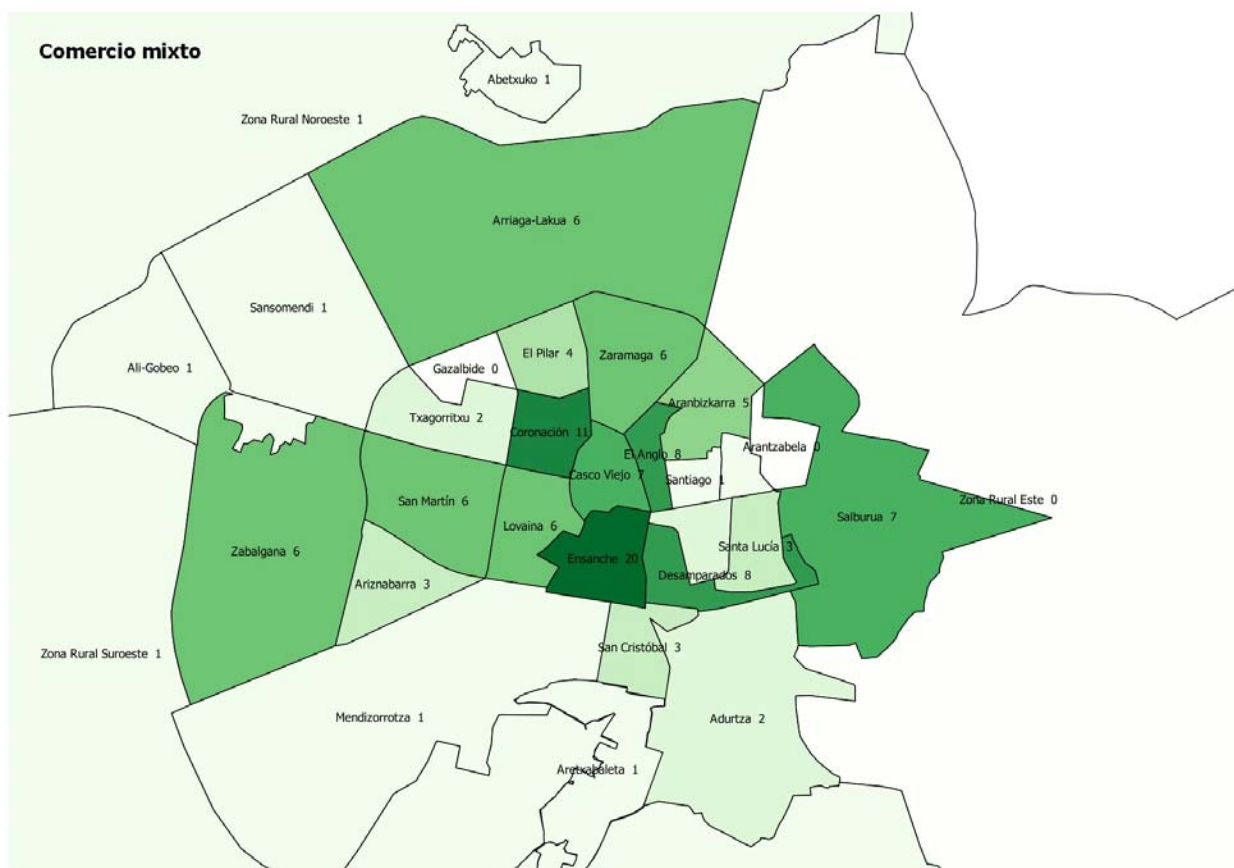 Comercio mixto
Abetxuko 1
Zona Rural Noroeste 1
Arriaga-Lakua 6
Sansomendi 1
El Pilar 4
Zaramaga 6
Ali-Gobeo 1
Gazalbide 0
Aranbizkarra 5
Txagorritxu 2
Coronación 11
Arantzabela 0
El Anglo 8
Casco Viejo 7
Santiago 1
San Martín 6
Zona Rural Este 0
Lovaina 6
Salburua 7
Zabalgana 6
Ensanche 20
Santa Lucía 3
Ariznabarra 3
Desamparados 8
Zona Rural Suroeste 1
San Cristóbal 3
Mendizorrotza 1
Adurtza 2
Aretxabaleta 1